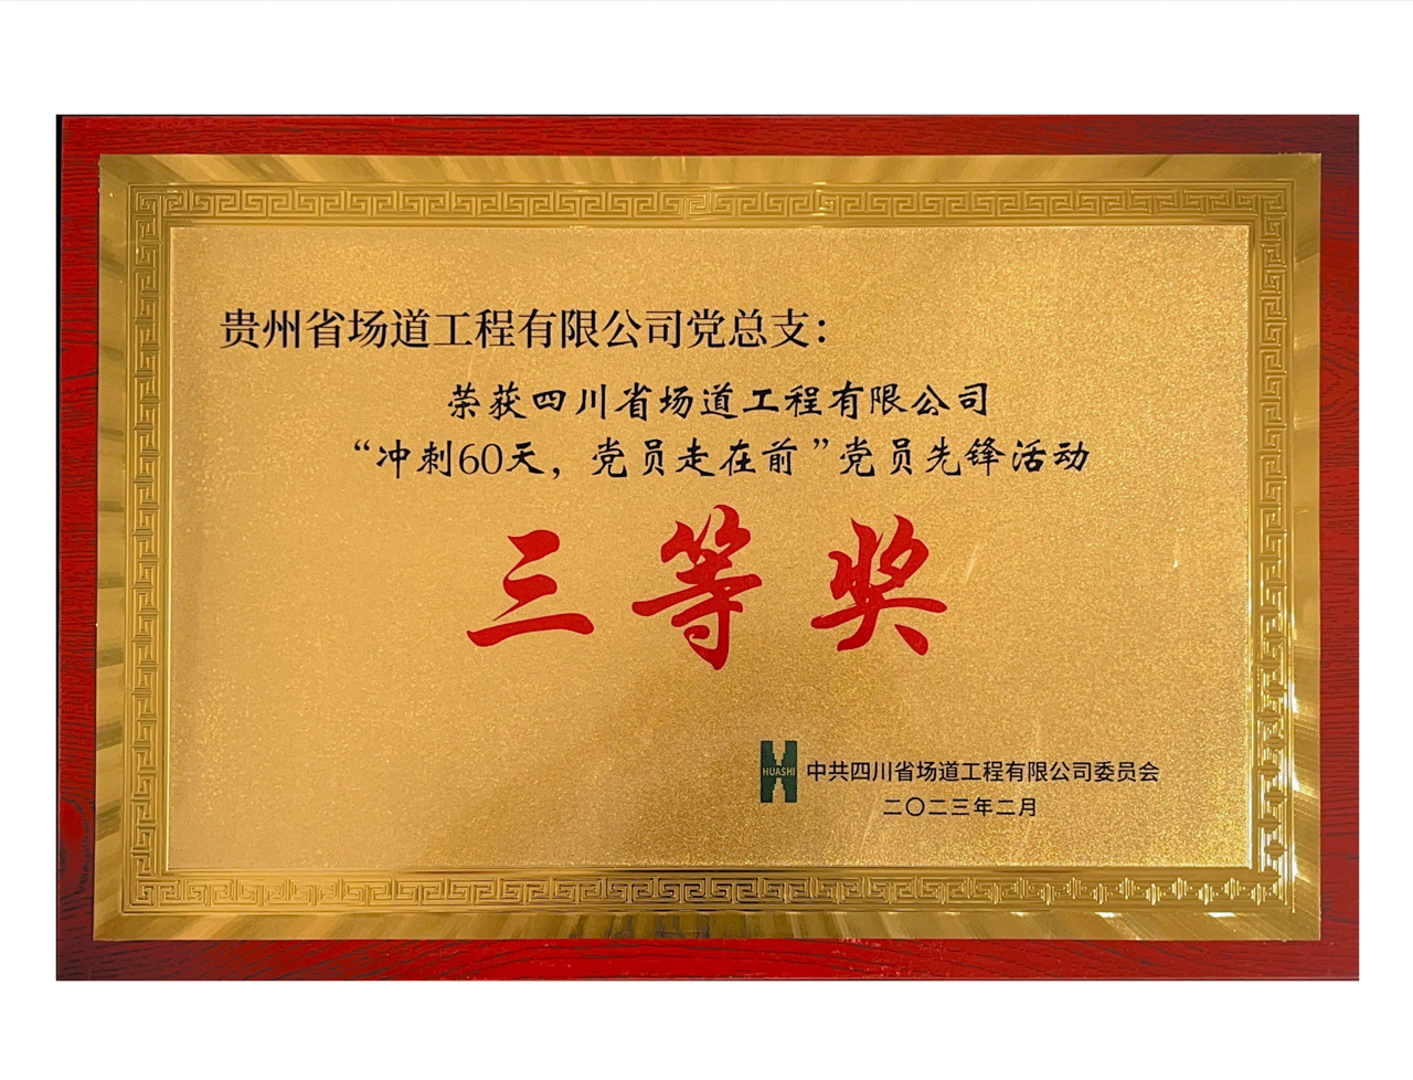 贵州省场道工程有限公司党总支：
荣获四川省场道工程有限公司
“冲刺60天，党员走在前”党员先锋活动
三等奖
HUASHI
中共四川省场道工程有限公司委员会
二〇二三年二月